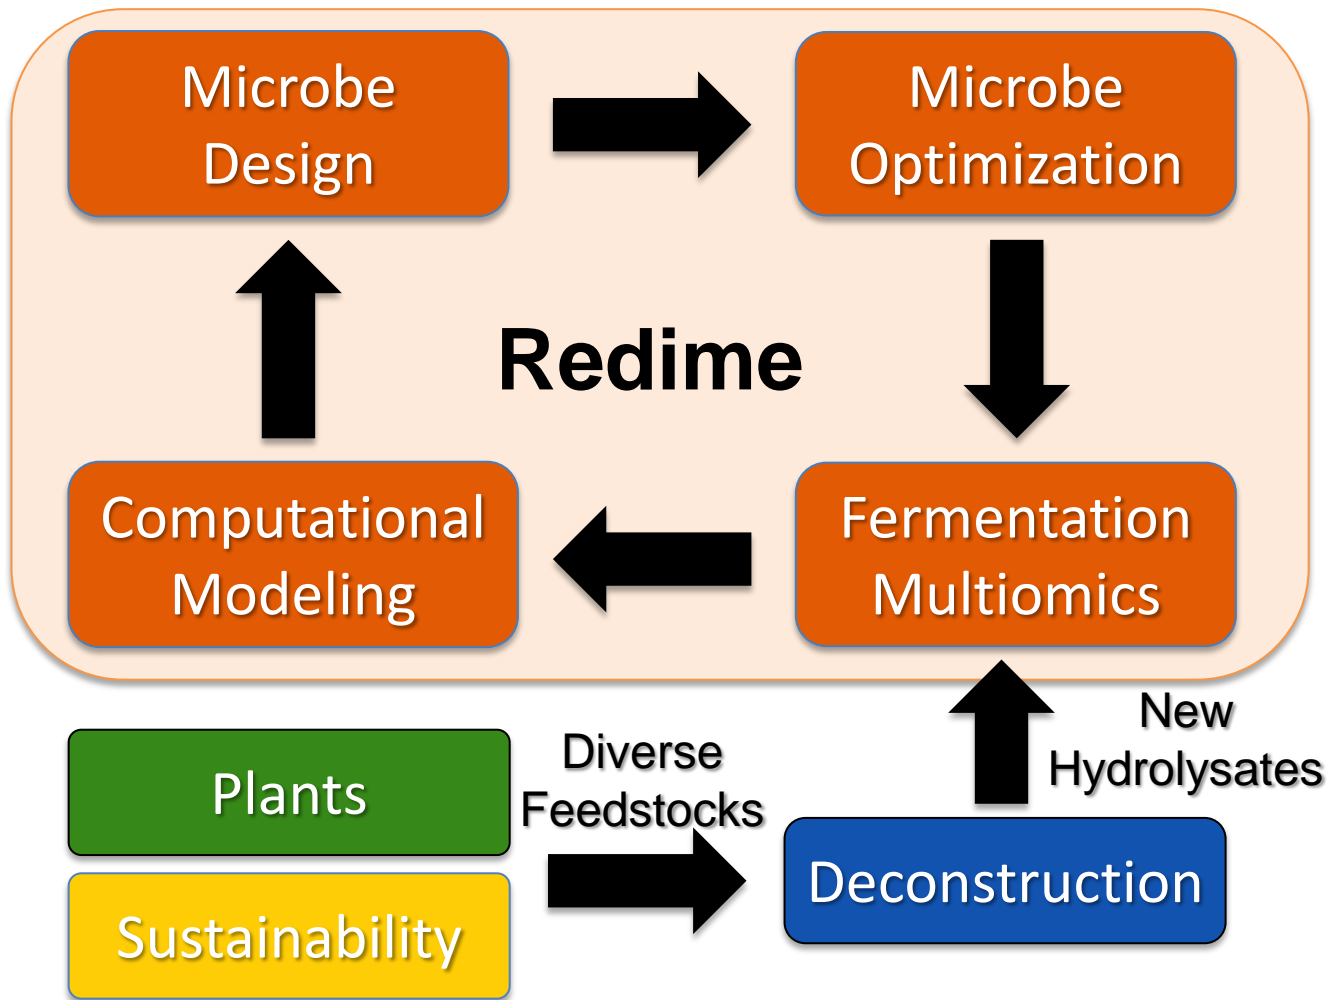 Microbe
Design
Microbe
Optimization
Redime
Computational
Modeling
Fermentation
Multiomics
New
Hydrolysates
Plants
Diverse
Feedstocks
Deconstruction
Sustainability